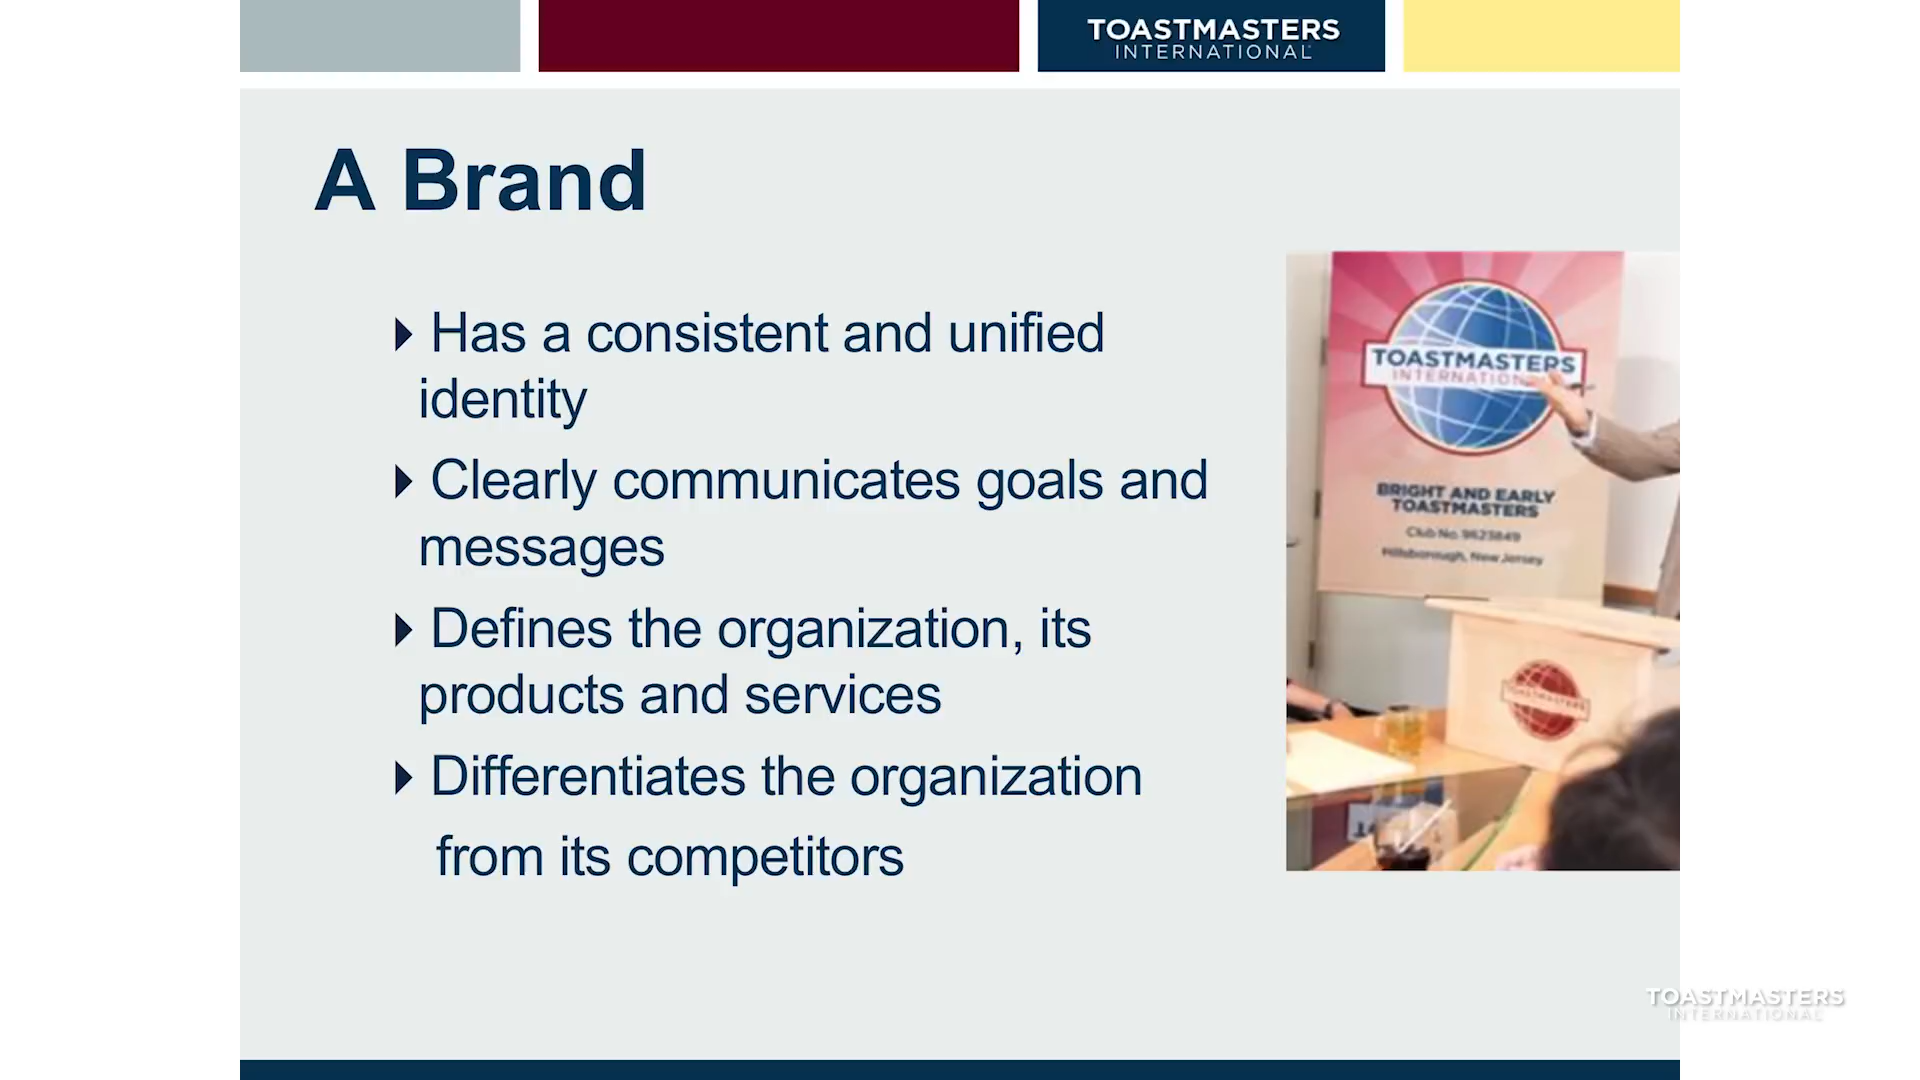 TOASTMASTERS
INTERNATIONAL
A Brand
Has a consistent and unified
identity
Clearly communicates goals and
messages
Defines the organization, its
products and services
Differentiates the organization
from its competitors
TOASTMASTERS
INTERNATIONAL
BRIGHT AND EARLY
TOASTMASTERS
Club No. 9623849
Hillsborough, New Jersey
TOASTMASTERS
TOASTMASTERS
INTERNATIONAL